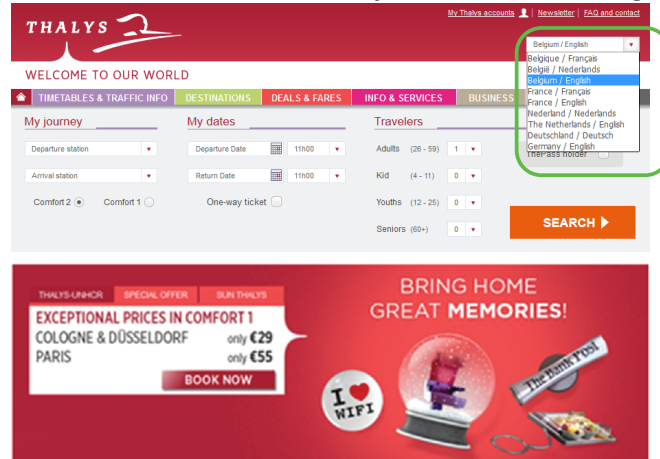 THALYS
My Thalys accounts | Newsletter | FAQ and contact
Belgium / English
Belgique / Français
België / Nederlands
Belgium / English
France / Français
France / English
Nederland / Nederlands
The Netherlands / English
Deutschland / Deutsch
Germany / English
WELCOME TO OUR WORLD
TIMETABLES & TRAFFIC INFO DESTINATIONS DEALS & FARES INFO & SERVICES BUSINESS
My journey My dates Travelers
Departure station Departure Date 11h00 Adults (26 - 59) 1 ThePass holder
Arrival station Return Date 11h00 Kid (4 - 11) 0
Comfort 2 Comfort 1 One-way ticket Youths (12 - 25) 0
Seniors (60+) 0
SEARCH
THALYS-UNHCR SPECIAL OFFER SUN THALYS
EXCEPTIONAL PRICES IN COMFORT 1
COLOGNE & DÜSSELDORF only €29
PARIS only €55
BOOK NOW
BRING HOME
GREAT MEMORIES!
I
WIFI
The Bank Post